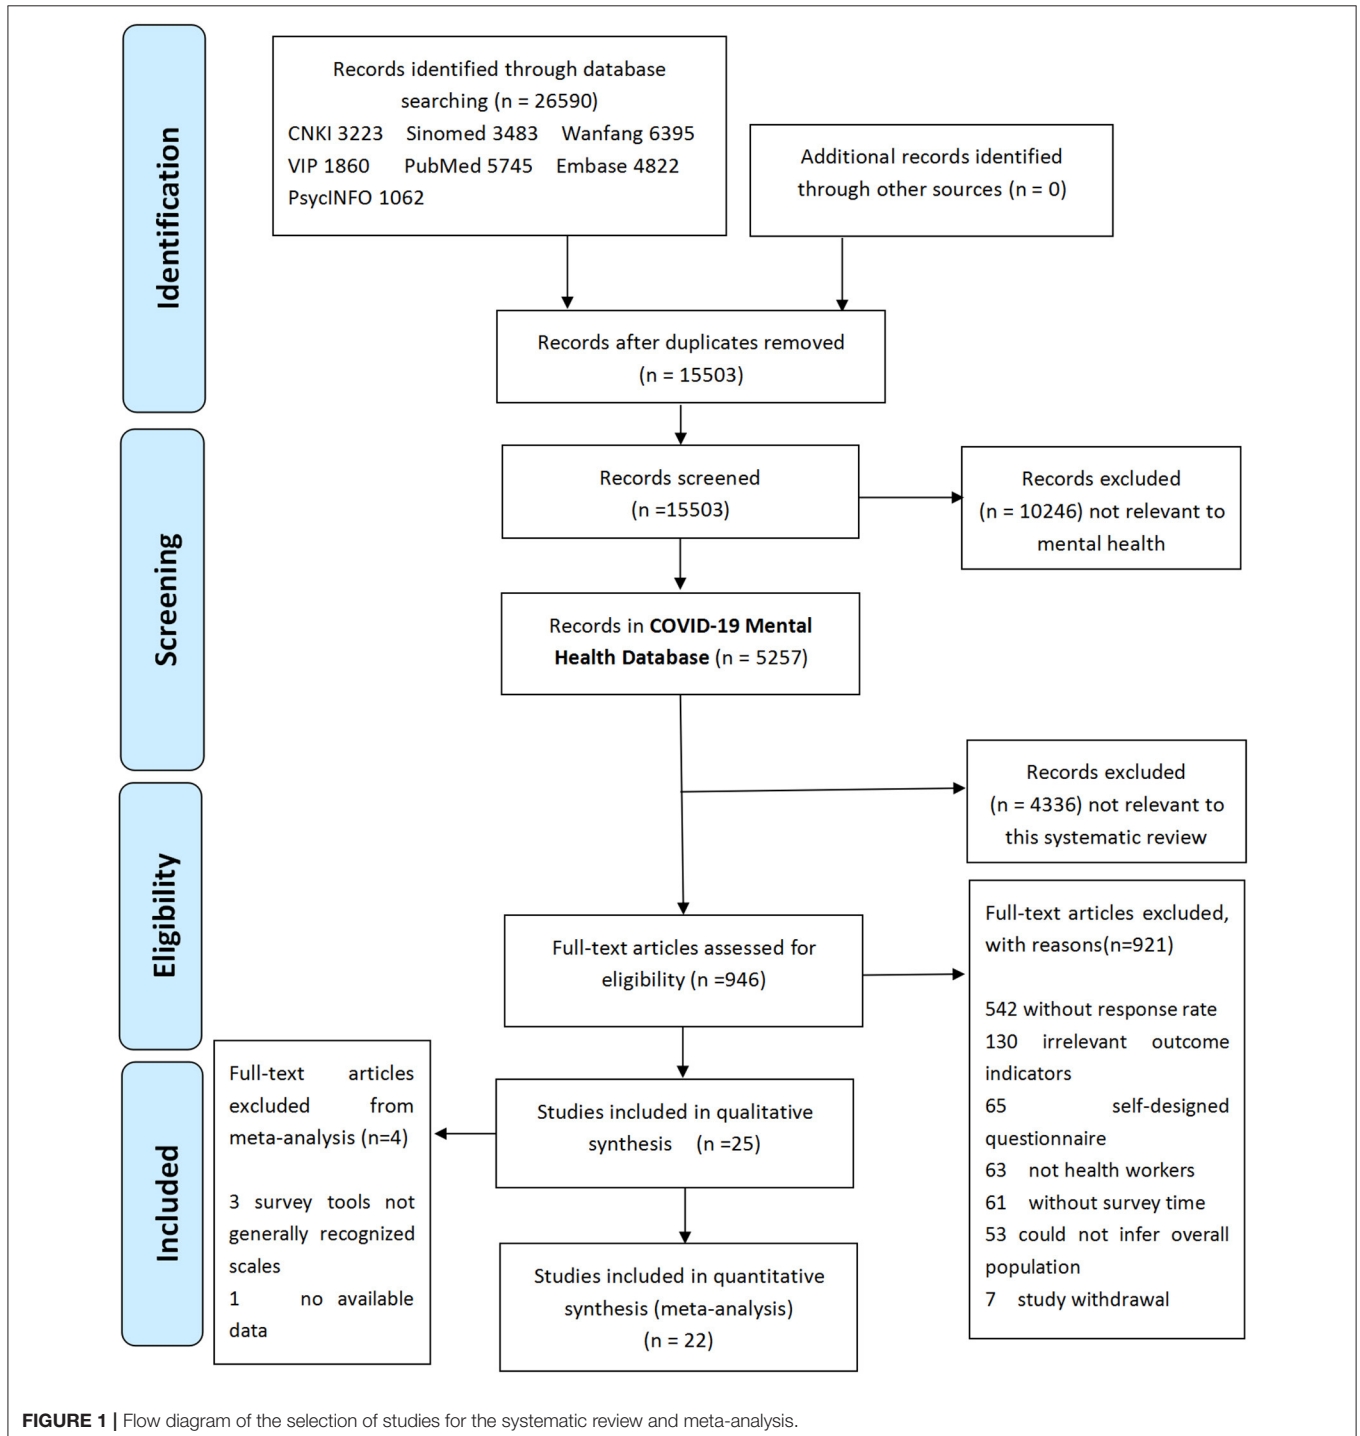 Identification
Records identified through database
searching (n = 26590)
CNKI 3223 Sinomed 3483 Wanfang 6395
VIP 1860 PubMed 5745 Embase 4822
PsycINFO 1062
Additional records identified
through other sources (n = 0)
Records after duplicates removed
(n = 15503)
Screening
Records screened
(n =15503)
Records excluded
(n = 10246) not relevant to
mental health
Records in COVID-19 Mental
Health Database (n = 5257)
Records excluded
(n = 4336) not relevant to
this systematic review
Eligibility
Full-text articles assessed for
eligibility (n =946)
Full-text articles excluded,
with reasons(n=921)
542 without response rate
130 irrelevant outcome
indicators
65 self-designed
questionnaire
63 not health workers
61 without survey time
53 could not infer overall
population
7 study withdrawal
Included
Studies included in qualitative
synthesis (n =25)
Full-text articles
excluded from
meta-analysis (n=4)
3 survey tools not
generally recognized
scales
1 no available
data
Studies included in quantitative
synthesis (meta-analysis)
(n = 22)
FIGURE 1 | Flow diagram of the selection of studies for the systematic review and meta-analysis.